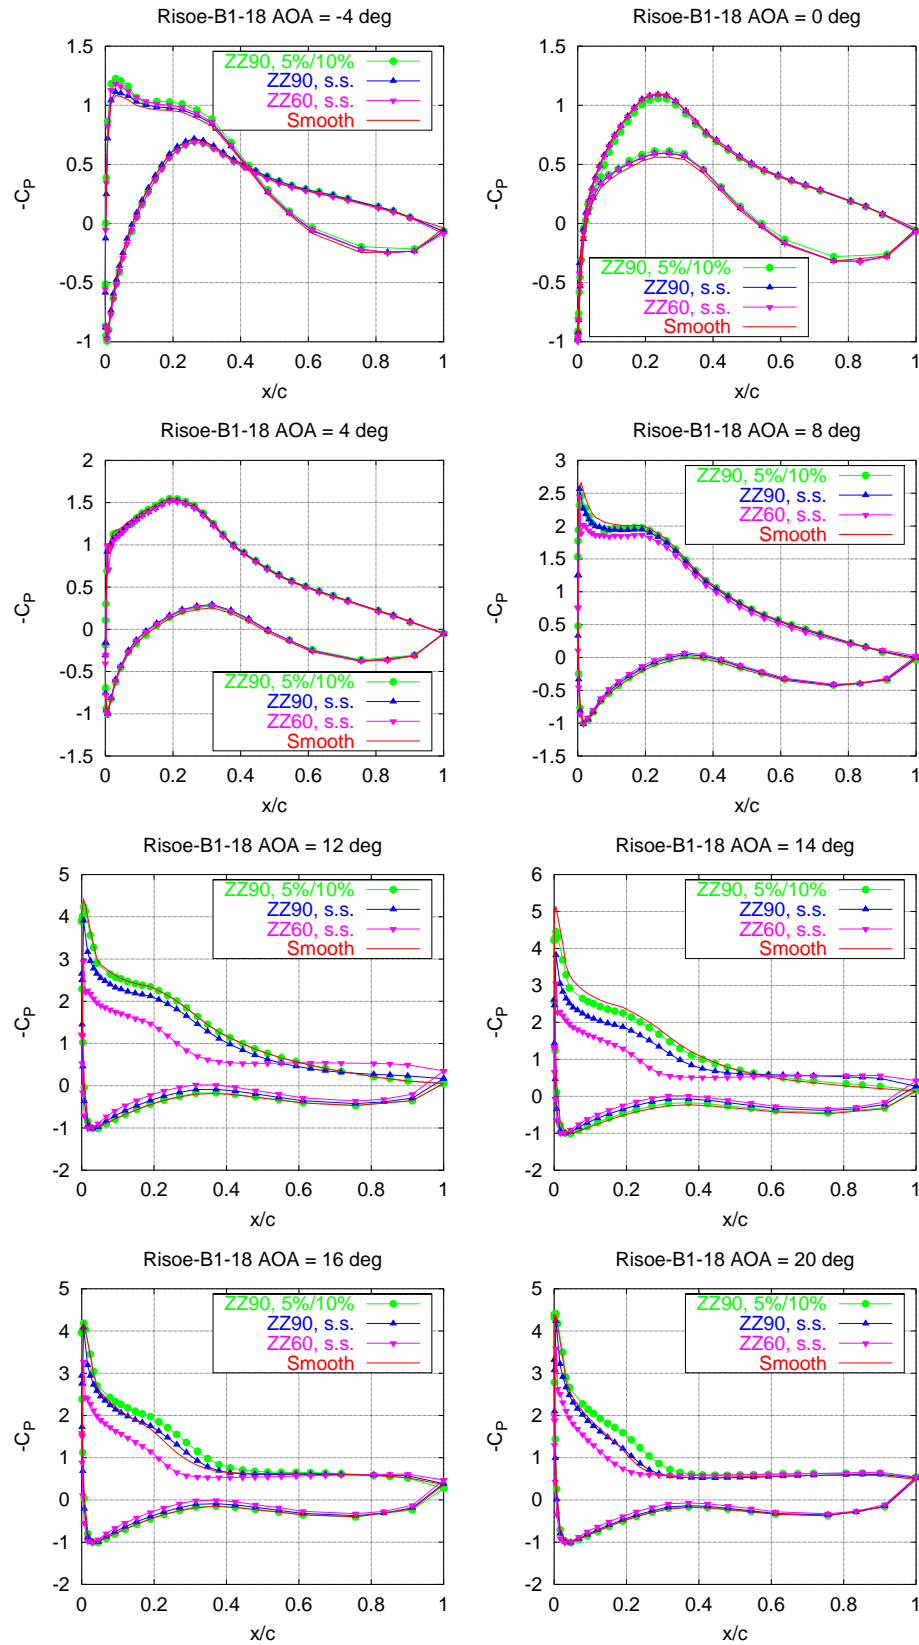 Risoe-B1-18 AOA = -4 deg
1.5
1
0.5
0
-0.5
-1
-C_P
ZZ90, 5%/10%
ZZ90, s.s.
ZZ60, s.s.
Smooth
0 0.2 0.4 0.6 0.8 1
x/c
Risoe-B1-18 AOA = 0 deg
1.5
1
0.5
0
-0.5
-1
-C_P
ZZ90, 5%/10%
ZZ90, s.s.
ZZ60, s.s.
Smooth
0 0.2 0.4 0.6 0.8 1
x/c
Risoe-B1-18 AOA = 4 deg
2
1.5
1
0.5
0
-0.5
-1
-1.5
-C_P
ZZ90, 5%/10%
ZZ90, s.s.
ZZ60, s.s.
Smooth
0 0.2 0.4 0.6 0.8 1
x/c
Risoe-B1-18 AOA = 8 deg
3
2.5
2
1.5
1
0.5
0
-0.5
-1
-1.5
-C_P
ZZ90, 5%/10%
ZZ90, s.s.
ZZ60, s.s.
Smooth
0 0.2 0.4 0.6 0.8 1
x/c
Risoe-B1-18 AOA = 12 deg
5
4
3
2
1
0
-1
-2
-C_P
ZZ90, 5%/10%
ZZ90, s.s.
ZZ60, s.s.
Smooth
0 0.2 0.4 0.6 0.8 1
x/c
Risoe-B1-18 AOA = 14 deg
6
5
4
3
2
1
0
-1
-2
-C_P
ZZ90, 5%/10%
ZZ90, s.s.
ZZ60, s.s.
Smooth
0 0.2 0.4 0.6 0.8 1
x/c
Risoe-B1-18 AOA = 16 deg
5
4
3
2
1
0
-1
-2
-C_P
ZZ90, 5%/10%
ZZ90, s.s.
ZZ60, s.s.
Smooth
0 0.2 0.4 0.6 0.8 1
x/c
Risoe-B1-18 AOA = 20 deg
5
4
3
2
1
0
-1
-2
-C_P
ZZ90, 5%/10%
ZZ90, s.s.
ZZ60, s.s.
Smooth
0 0.2 0.4 0.6 0.8 1
x/c